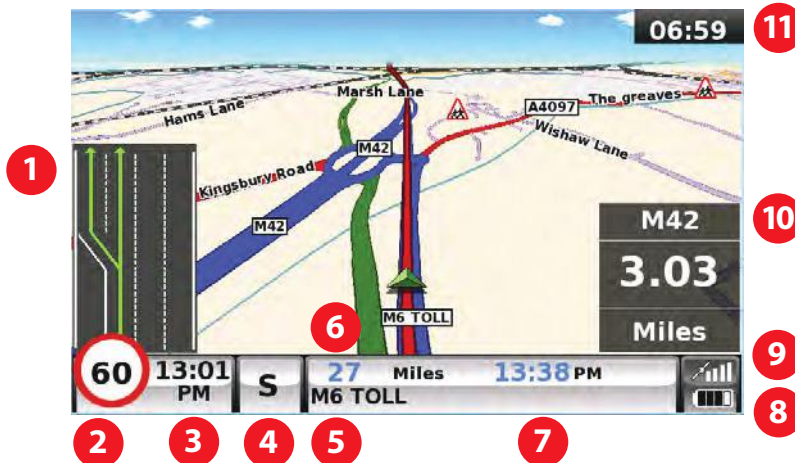 11
06:59
Marsh Lane
The greaves
A4097
Hams Lane
Wishaw Lane
M42
1
Kingsbury Road
M42
M42
10
3.03
6
M6 TOLL
Miles
60
13:01
PM
S
27 Miles 13:38 PM
M6 TOLL
9
8
2
3
4
5
7